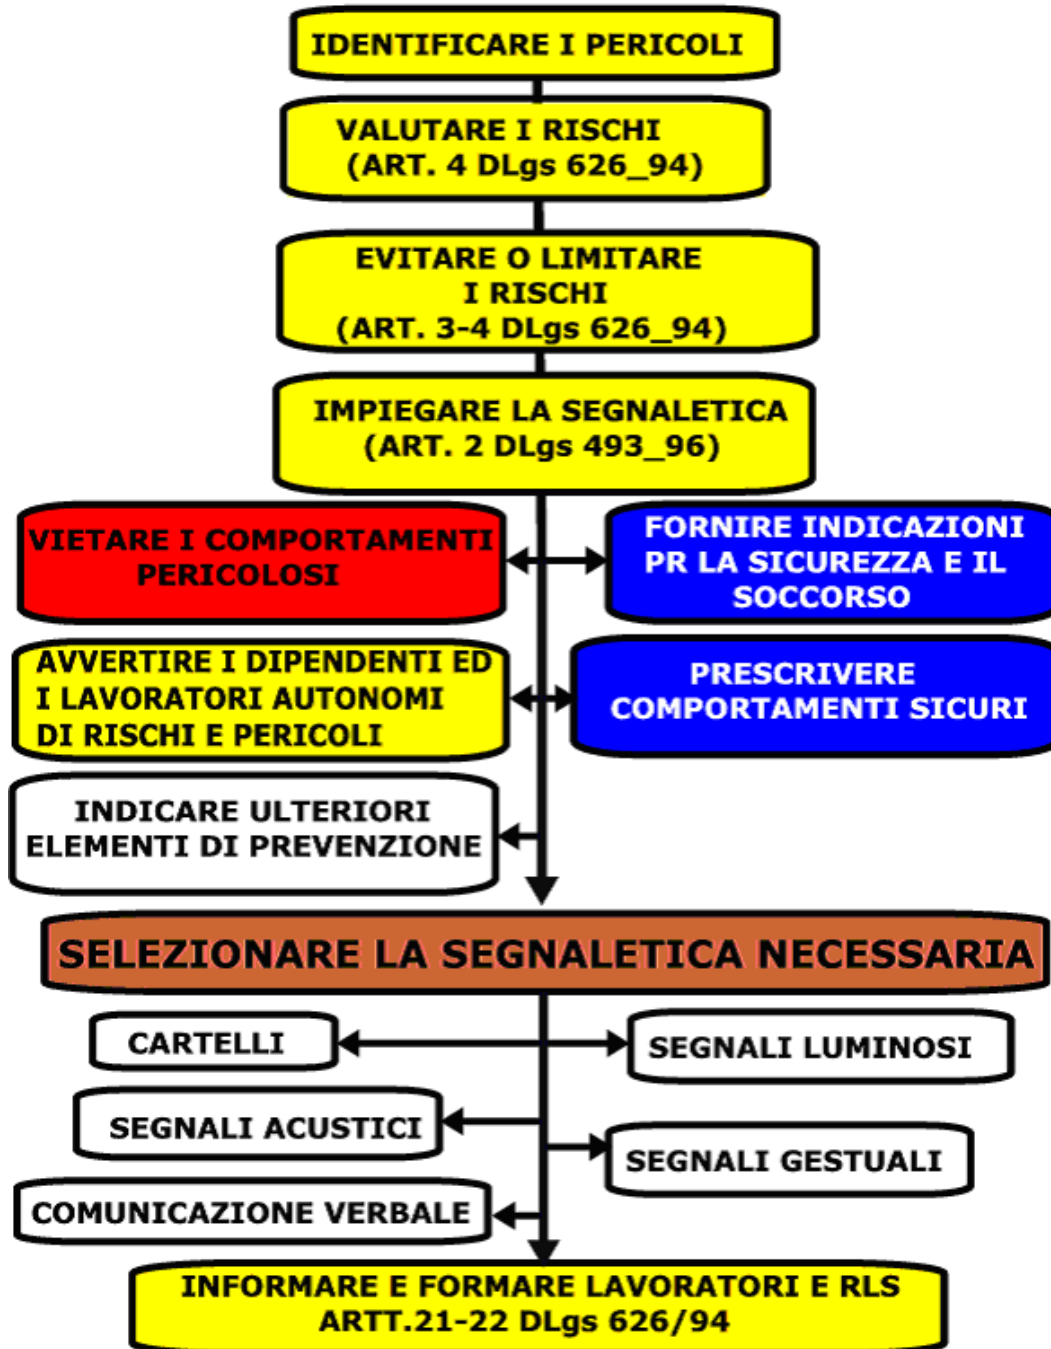 IDENTIFICARE I PERICOLI
VALUTARE I RISCHI
(ART. 4 DLgs 626_94)
EVITARE O LIMITARE
I RISCHI
(ART. 3-4 DLgs 626_94)
IMPIEGARE LA SEGNALETICA
(ART. 2 DLgs 493_96)
VIETARE I COMPORTAMENTI
PERICOLOSI
FORNIRE INDICAZIONI
PR LA SICUREZZA E IL
SOCCORSO
AVVERTIRE I DIPENDENTI ED
I LAVORATORI AUTONOMI
DI RISCHI E PERICOLI
PRESCRIVERE
COMPORTAMENTI SICURI
INDICARE ULTERIORI
ELEMENTI DI PREVENZIONE
SELEZIONARE LA SEGNALETICA NECESSARIA
CARTELLI
SEGNALI LUMINOSI
SEGNALI ACUSTICI
SEGNALI GESTUALI
COMUNICAZIONE VERBALE
INFORMARE E FORMARE LAVORATORI E RLS
ARTT.21-22 DLgs 626/94